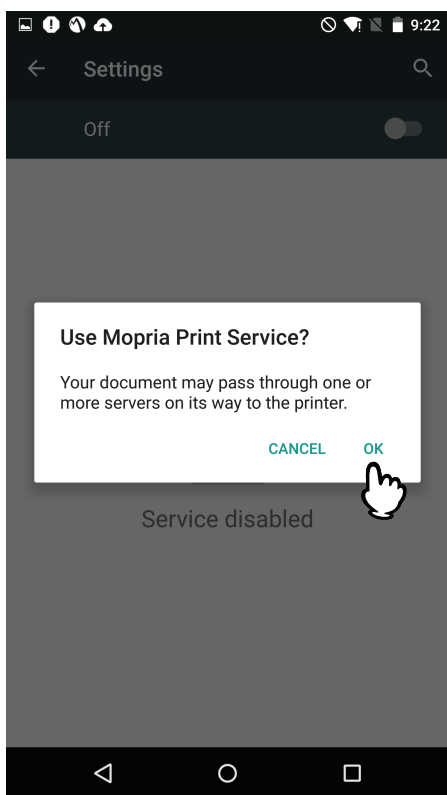 9:22
Settings
Off
Use Mopria Print Service?
Your document may pass through one or
more servers on its way to the printer.
CANCEL OK
Service disabled